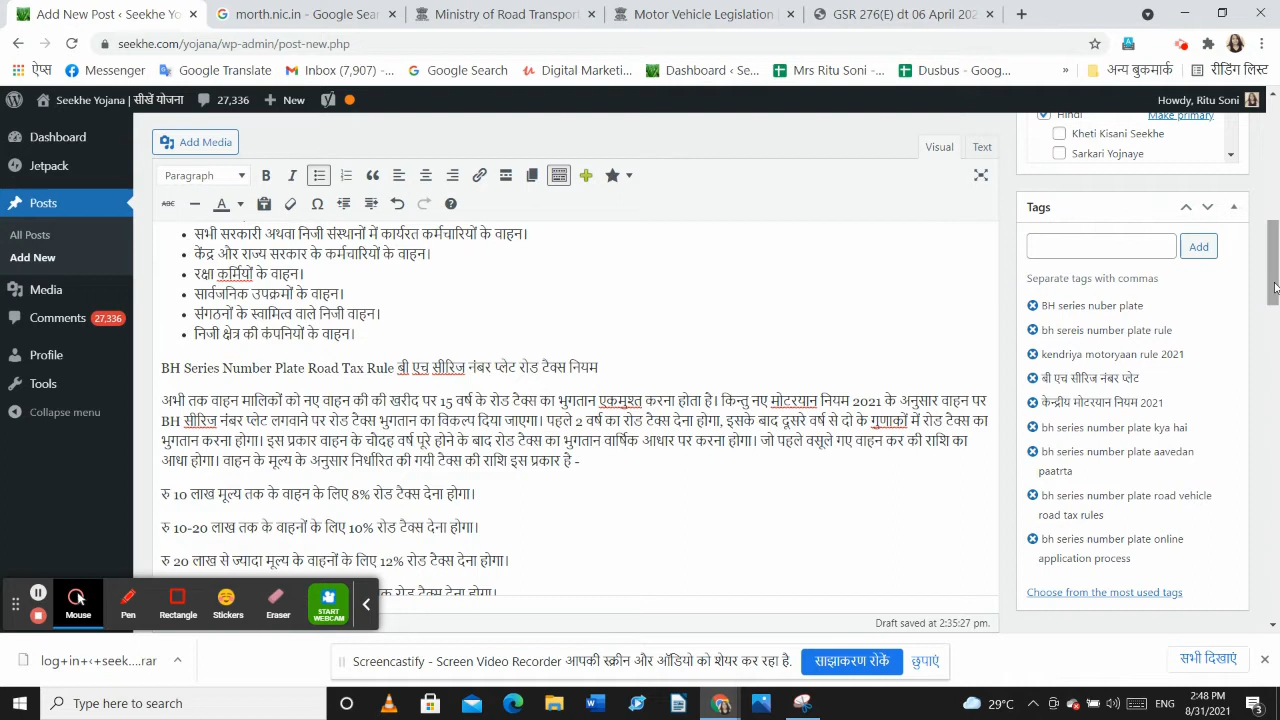 Add New Post ‹ Seekhe Yo
morth.nic.in - Google Sear
Ministry of Road Transport
Motor Vehicle Legislation
GSR 276(E) dt 06 April 202
seekhe.org/yojana/wp-admin/post-new.php
ऐप्स
Messenger
Google Translate
Inbox (7,907) -...
Google Search
Digital Marketi...
Dashboard ‹ Se...
Mrs Ritu Soni -...
Dusbus - Goog...
»
अन्य बुकमार्क
रीडिंग लिस्ट
Seekhe Yojana | सीखें योजना
27,336
New
Howdy, Ritu Soni
Dashboard
Jetpack
Posts
All Posts
Add New
Media
Comments 27,336
Profile
Tools
Collapse menu
Add Media
Visual
Text
Paragraph
ABC
सभी सरकारी अथवा निजी संस्थानों में कार्यरत कर्मचारियों के वाहन।
केंद्र और राज्य सरकार के कर्मचारियों के वाहन।
रक्षा कर्मियों के वाहन।
सार्वजनिक उपक्रमों के वाहन।
संगठनों के स्वामित्व वाले निजी वाहन।
निजी क्षेत्र की कंपनियों के वाहन।
BH Series Number Plate Road Tax Rule बी एच सीरिज नंबर प्लेट रोड टैक्स नियम
अभी तक वाहन मालिकों को नए वाहन की की खरीद पर 15 वर्ष के रोड टैक्स का भुगतान एकमुश्त करना होता है। किन्तु नए मोटरयान नियम 2021 के अनुसार वाहन पर
BH सीरिज नंबर प्लेट लगवाने पर रोड टैक्स भुगतान का विकल्प दिया जाएगा। पहले 2 वर्ष का रोड टैक्स देना होगा, इसके बाद दूसरे वर्ष से दो के गुणाकों में रोड टैक्स का
भुगतान करना होगा। इस प्रकार वाहन के चौदह वर्ष पूरे होने के बाद रोड टैक्स का भुगतान वार्षिक आधार पर करना होगा। जो पहले वसूले गए वाहन कर की राशि का
आधा होगा। वाहन के मूल्य के अनुसार निर्धारित की गयी टैक्स की राशि इस प्रकार है -
रु 10 लाख मूल्य तक के वाहन के लिए 8% रोड टैक्स देना होगा।
रु 10-20 लाख तक के वाहनों के लिए 10% रोड टैक्स देना होगा।
रु 20 लाख से ज्यादा मूल्य के वाहनों के लिए 12% रोड टैक्स देना होगा।
रोड टैक्स देना होगा।
Draft saved at 2:35:27 pm.
Hindi
Make primary
Kheti Kisani Seekhe
Sarkari Yojnaye
Tags
Add
Separate tags with commas
BH series nuber plate
bh sereis number plate rule
kendriya motoryaan rule 2021
बी एच सीरिज नंबर प्लेट
केन्द्रीय मोटरयान नियम 2021
bh series number plate kya hai
bh series number plate aavedan
paatrta
bh series number plate road vehicle
road tax rules
bh series number plate online
application process
Choose from the most used tags
Mouse
Pen
Rectangle
Stickers
Eraser
START
WEBCAM
log+in+‹+seek....rar
Screencastify - Screen Video Recorder आपकी स्क्रीन और ऑडियो को शेयर कर रहा है.
साझाकरण रोकें
छुपाएं
सभी दिखाएं
Type here to search
29°C
ENG
2:48 PM
8/31/2021
3